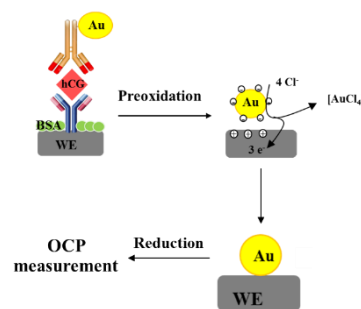 Au
hCG
BSA
WE
Preoxidation
Au
4 Cl-
[AuCl4
3 e-
Au
WE
Reduction
OCP
measurement